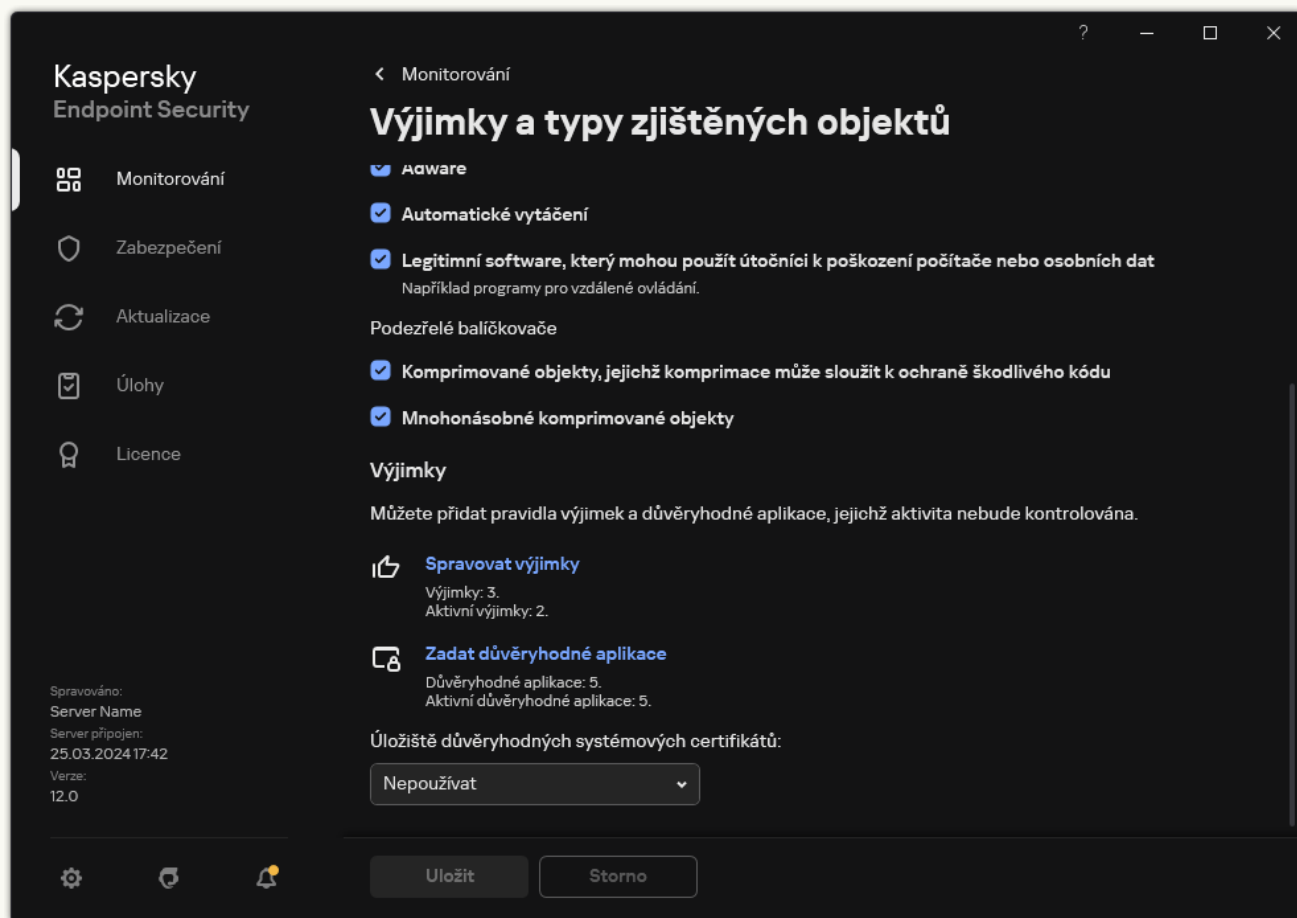 ?
Kaspersky
Endpoint Security
Monitorování
Zabezpečení
Aktualizace
Úlohy
Licence
Spravováno:
Server Name
Server připojen:
25.03.2024 17:42
Verze:
12.0
Monitorování
Výjimky a typy zjištěných objektů
Adware
Automatické vytáčení
Legitimní software, který mohou použít útočníci k poškození počítače nebo osobních dat
Například programy pro vzdálené ovládání.
Podezřelé balíčkovače
Komprimované objekty, jejichž komprimace může sloužit k ochraně škodlivého kódu
Mnohonásobné komprimované objekty
Výjimky
Můžete přidat pravidla výjimek a důvěryhodné aplikace, jejichž aktivita nebude kontrolována.
Spravovat výjimky
Výjimky: 3.
Aktivní výjimky: 2.
Zadat důvěryhodné aplikace
Důvěryhodné aplikace: 5.
Aktivní důvěryhodné aplikace: 5.
Úložiště důvěryhodných systémových certifikátů:
Nepoužívat
Uložit
Storno